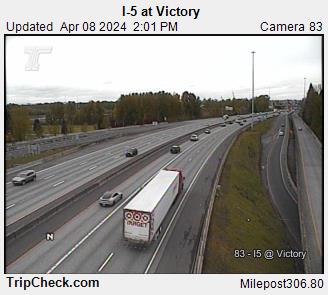 I-5 at Victory
Updated Apr 08 2024 2:01 PM Camera 83
TARGET
N
83 - I5 @ Victory
TripCheck.com Milepost306.80